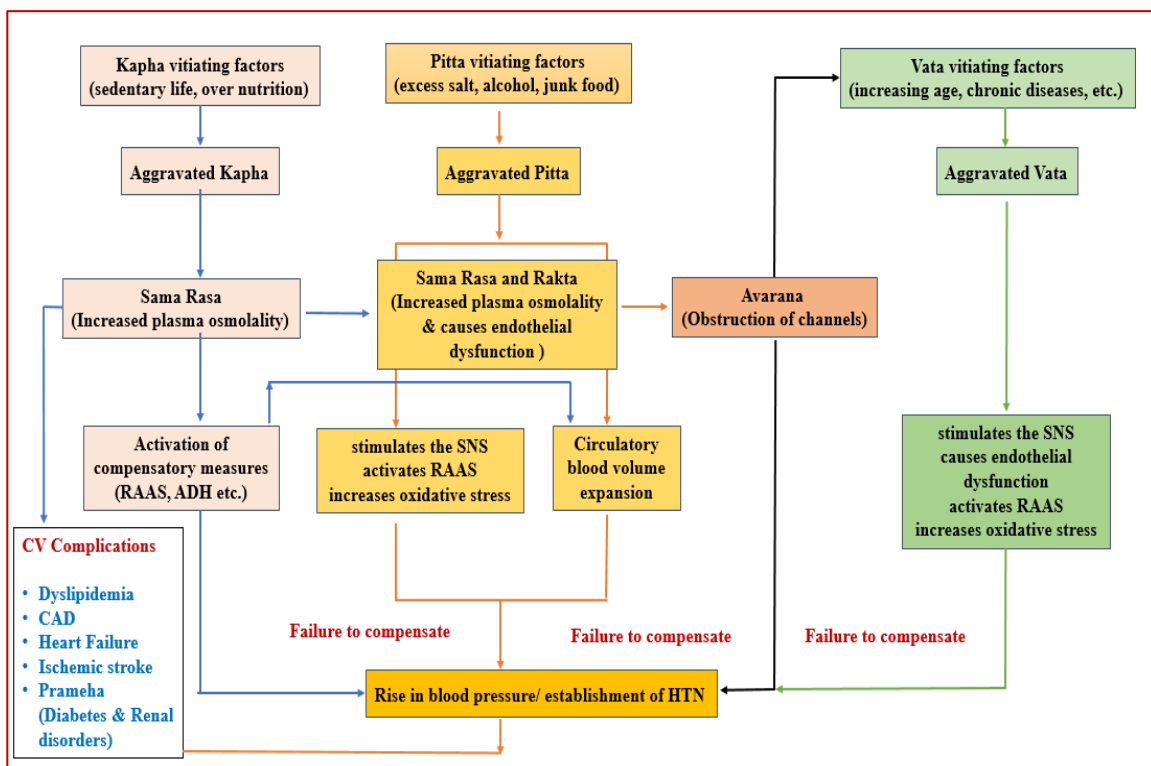 Kapha vitiating factors
(sedentary life, over nutrition)
Pitta vitiating factors
(excess salt, alcohol, junk food)
Vata vitiating factors
(increasing age, chronic diseases, etc.)
Aggravated Kapha
Aggravated Pitta
Aggravated Vata
Sama Rasa
(Increased plasma osmolality)
Sama Rasa and Rakta
(Increased plasma osmolality
& causes endothelial
dysfunction )
Avarana
(Obstruction of channels)
Activation of
compensatory measures
(RAAS, ADH etc.)
stimulates the SNS
activates RAAS
increases oxidative stress
Circulatory
blood volume
expansion
stimulates the SNS
causes endothelial
dysfunction
activates RAAS
increases oxidative stress
CV Complications
• Dyslipidemia
• CAD
• Heart Failure
• Ischemic stroke
• Prameha
(Diabetes & Renal
disorders)
Failure to compensate
Failure to compensate
Failure to compensate
Rise in blood pressure/ establishment of HTN